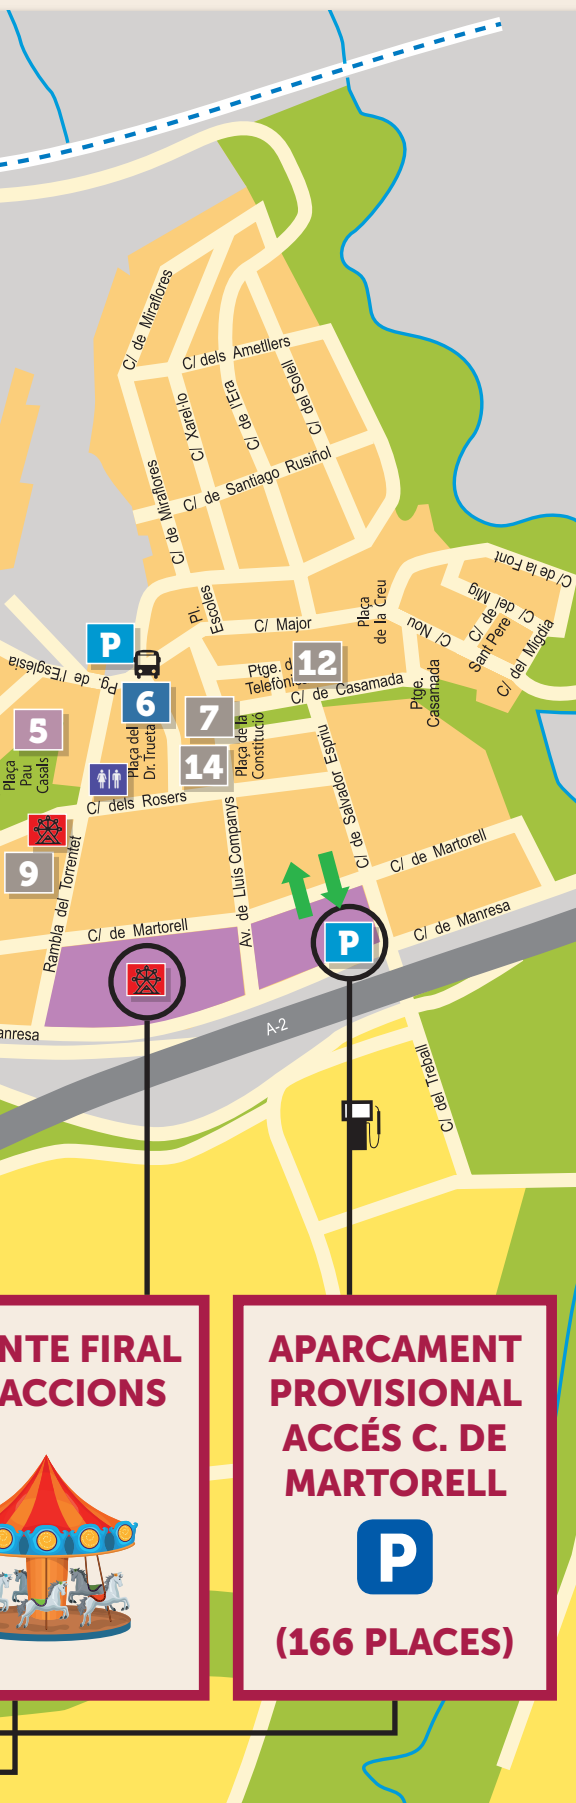 C/ de Miraflores
C/ dels Ametllers
C/ Xarel·lo
C/ de l'Era
C/ del Soleil
C/ de Miraflores
C/ de Santiago Rusiñol
Pl.
Escoles
C/ Major
Plaça
de la Creu
C/ Nou
C/ de la Font
C/ del Mig
C/ de
Sant Pere
C/ del Migdia
P
Pg. de l'Església
12
Ptge. d
Telefòni
C/ de Casamada
Ptge.
Casamada
6
7
5
Plaça
Pau
Casals
Plaça del
Dr. Trueta
Plaça de la
Constitució
14
C/ dels Rosers
C/ de Salvador Espriu
9
Rambla del Torrentet
Av. de Lluís Companys
C/ de Martorell
C/ de Martorell
C/ de Manresa
P
anresa
A-2
C/ del Treball
NTE FIRAL
ACCIONS
APARCAMENT
PROVISIONAL
ACCÉS C. DE
MARTORELL
P
(166 PLACES)